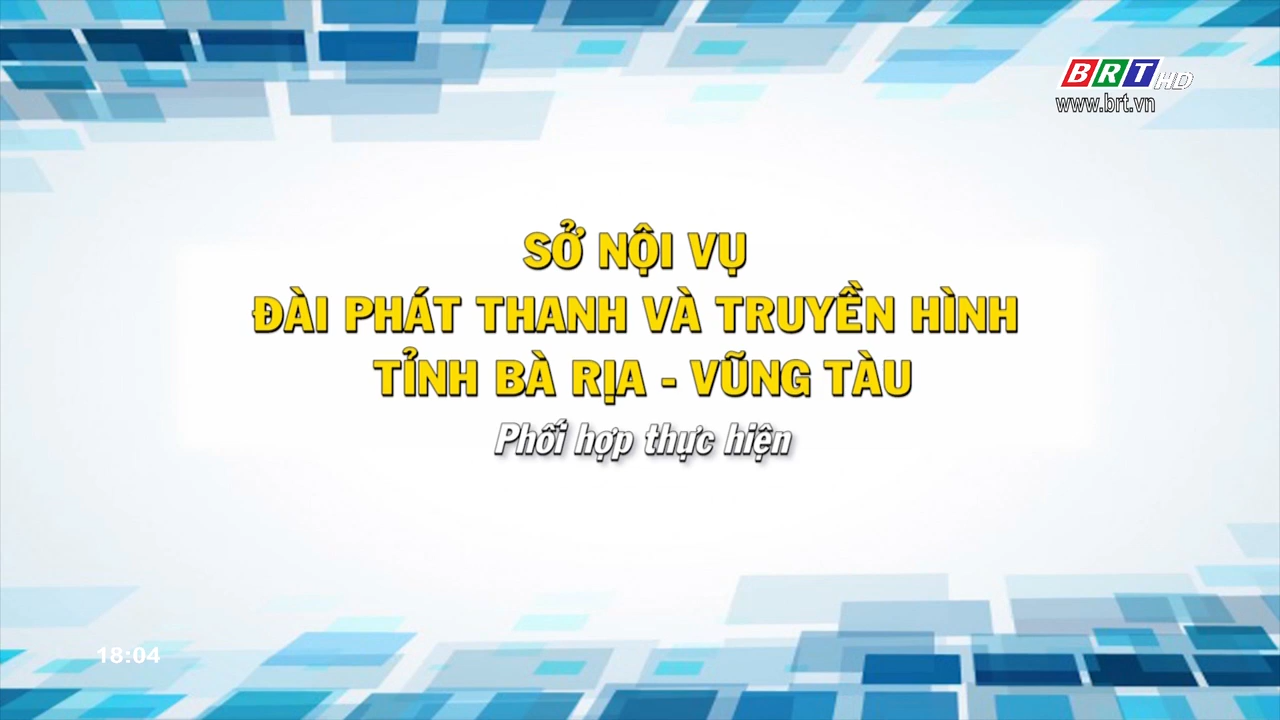 BRT HD
www.brt.vn
SỞ NỘI VỤ
ĐÀI PHÁT THANH VÀ TRUYỀN HÌNH
TỈNH BÀ RỊA - VŨNG TÀU
Phối hợp thực hiện
18:04